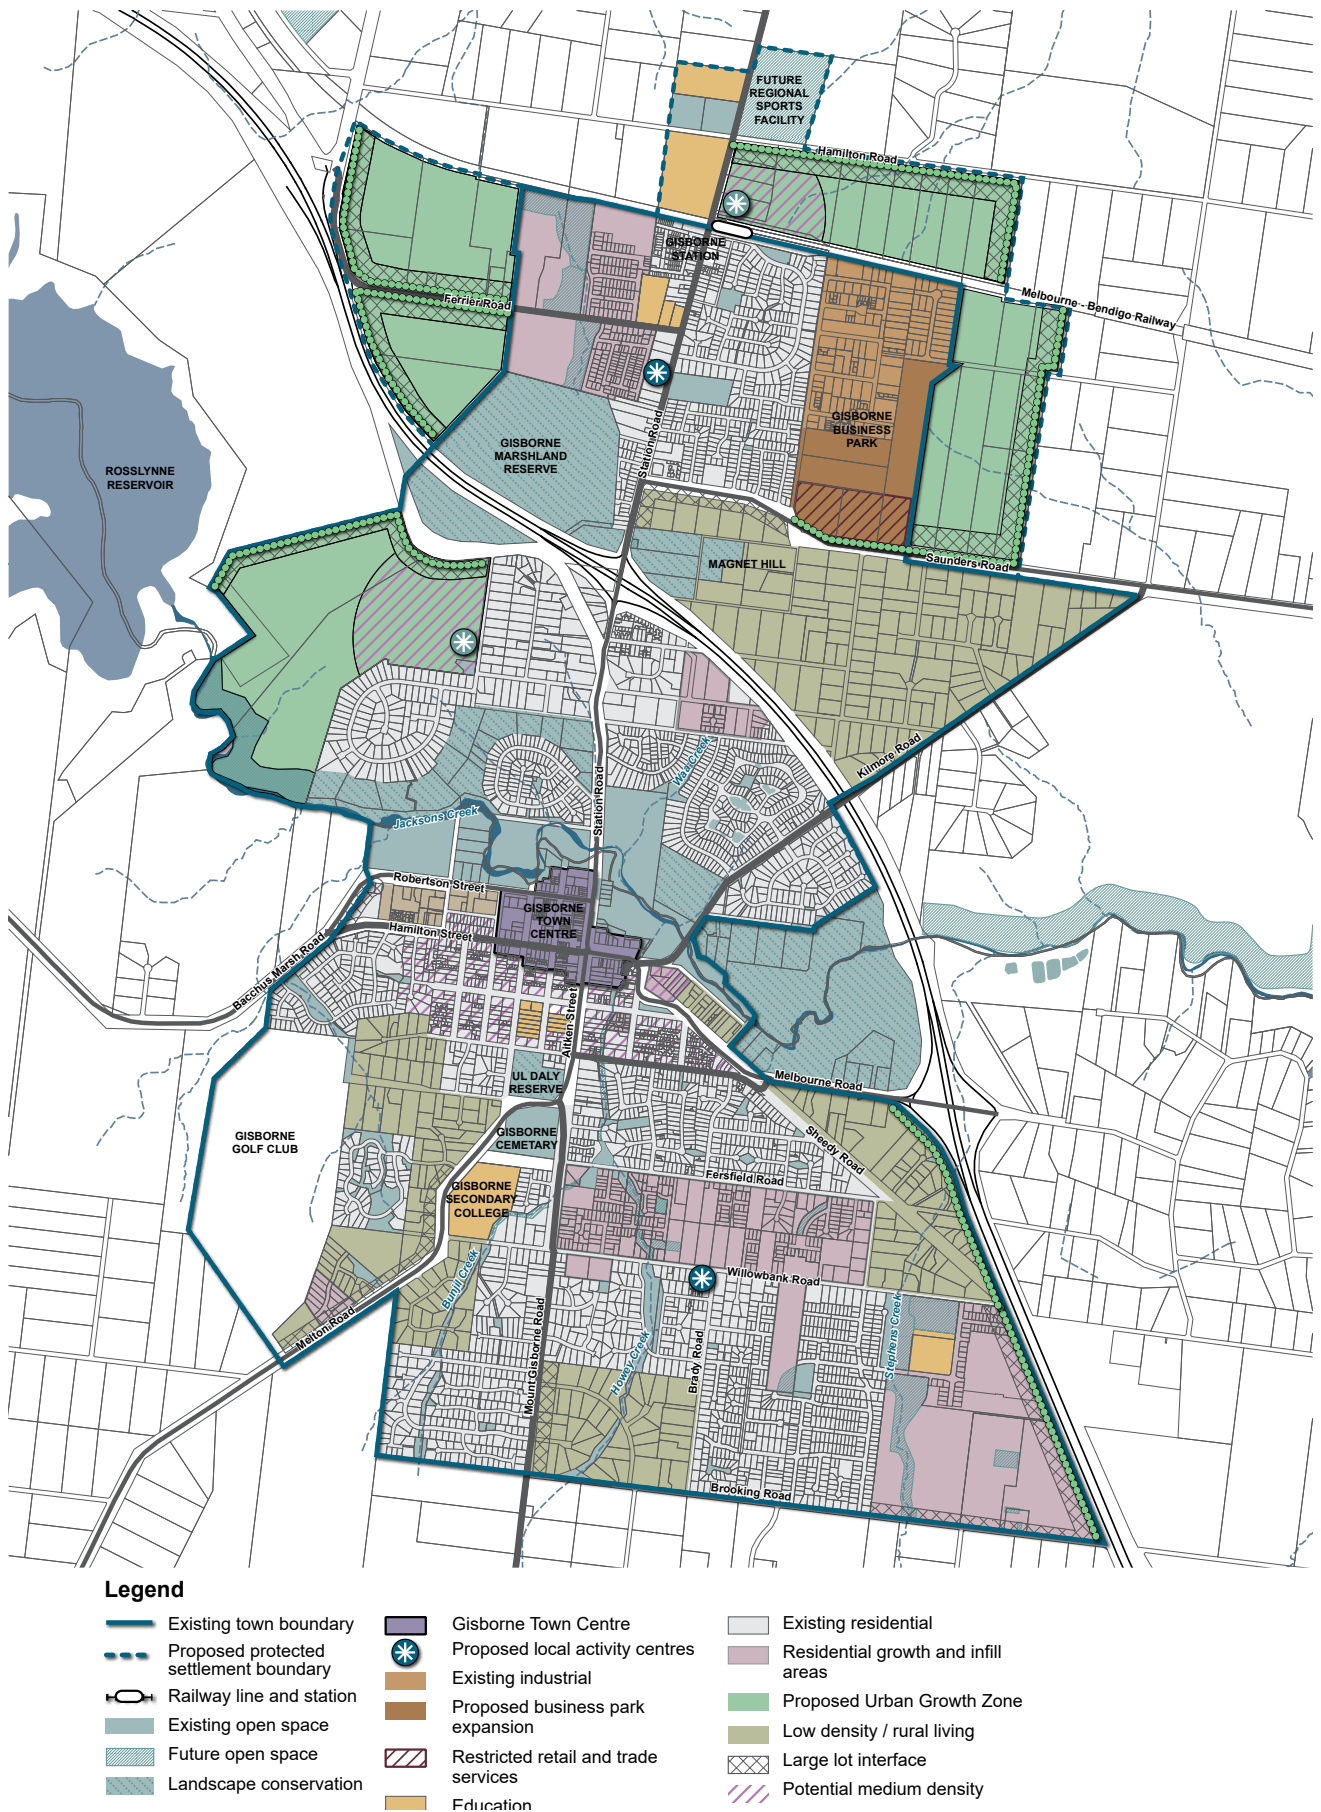 FUTURE
REGIONAL
SPORTS
FACILITY
Hamilton Road
GISBORNE
STATION
Melbourne - Bendigo Railway
Ferrier Road
Station Road
GISBORNE
BUSINESS
PARK
GISBORNE
MARSHLAND
RESERVE
ROSSLYNNE
RESERVOIR
MAGNET HILL
Saunders Road
Kilmore Road
Waa Creek
Station Road
Jacksons Creek
Robertson Street
GISBORNE
TOWN
CENTRE
Hamilton Street
Bacchus Marsh Road
Aitken Street
UL DALY
RESERVE
Melbourne Road
GISBORNE
CEMETARY
GISBORNE
GOLF CLUB
Sheedy Road
Fersfield Road
GISBORNE
SECONDARY
COLLEGE
Bunjil Creek
Willowbank Road
Melton Road
Mount Gisborne Road
Howey Creek
Brady Road
Stephens Creek
Brooking Road
Legend
Existing town boundary
Proposed protected
settlement boundary
Railway line and station
Existing open space
Future open space
Landscape conservation
Gisborne Town Centre
Proposed local activity centres
Existing industrial
Proposed business park
expansion
Restricted retail and trade
services
Education
Existing residential
Residential growth and infill
areas
Proposed Urban Growth Zone
Low density / rural living
Large lot interface
Potential medium density